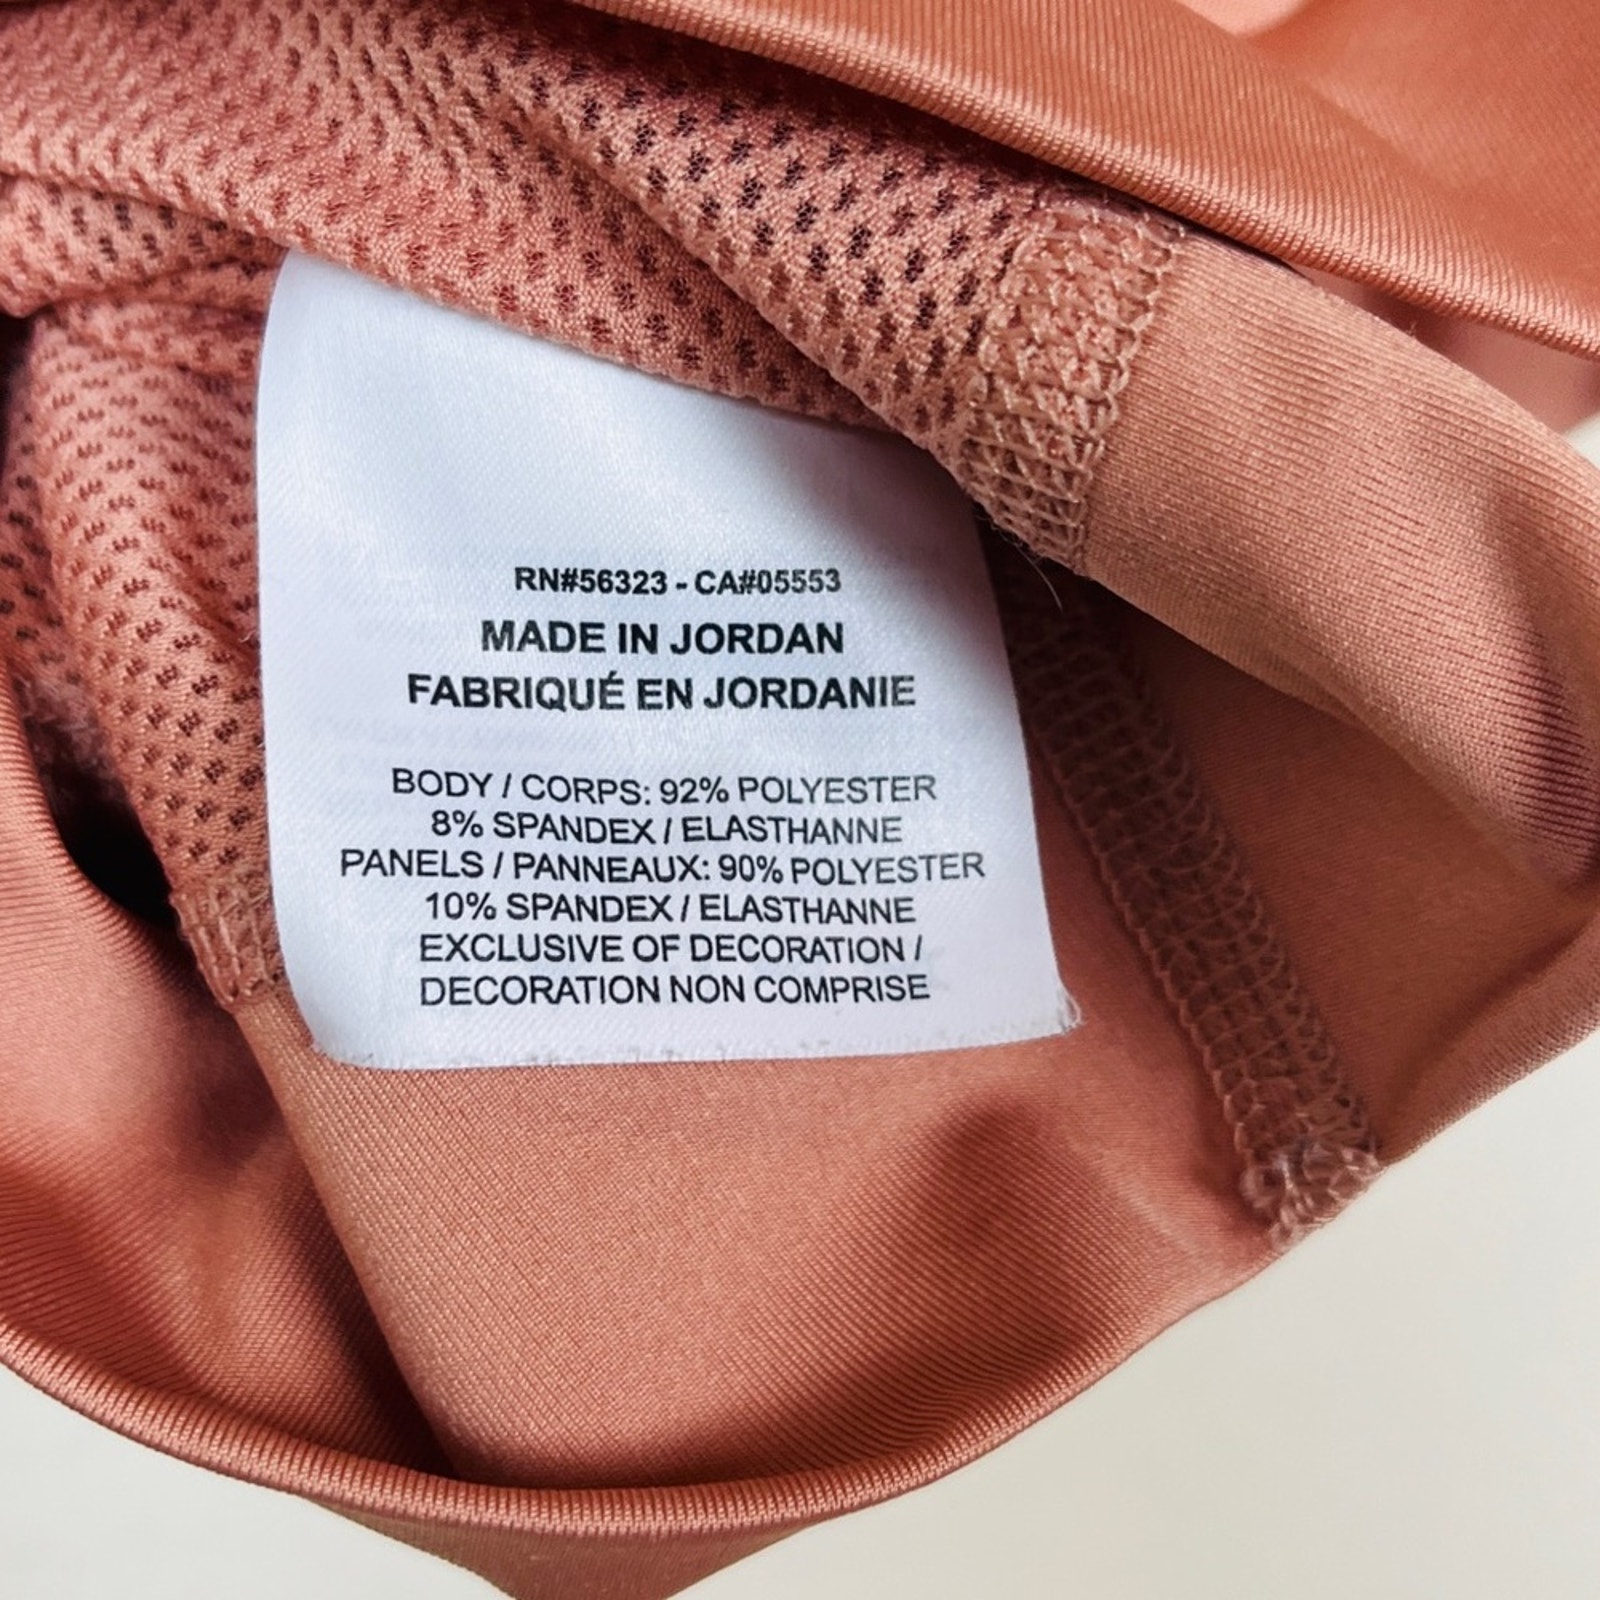 RN#56323 - CA#05553
MADE IN JORDAN
FABRIQUÉ EN JORDANIE
BODY / CORPS: 92% POLYESTER
8% SPANDEX / ELASTHANNE
PANELS / PANNEAUX: 90% POLYESTER
10% SPANDEX / ELASTHANNE
EXCLUSIVE OF DECORATION /
DECORATION NON COMPRISE